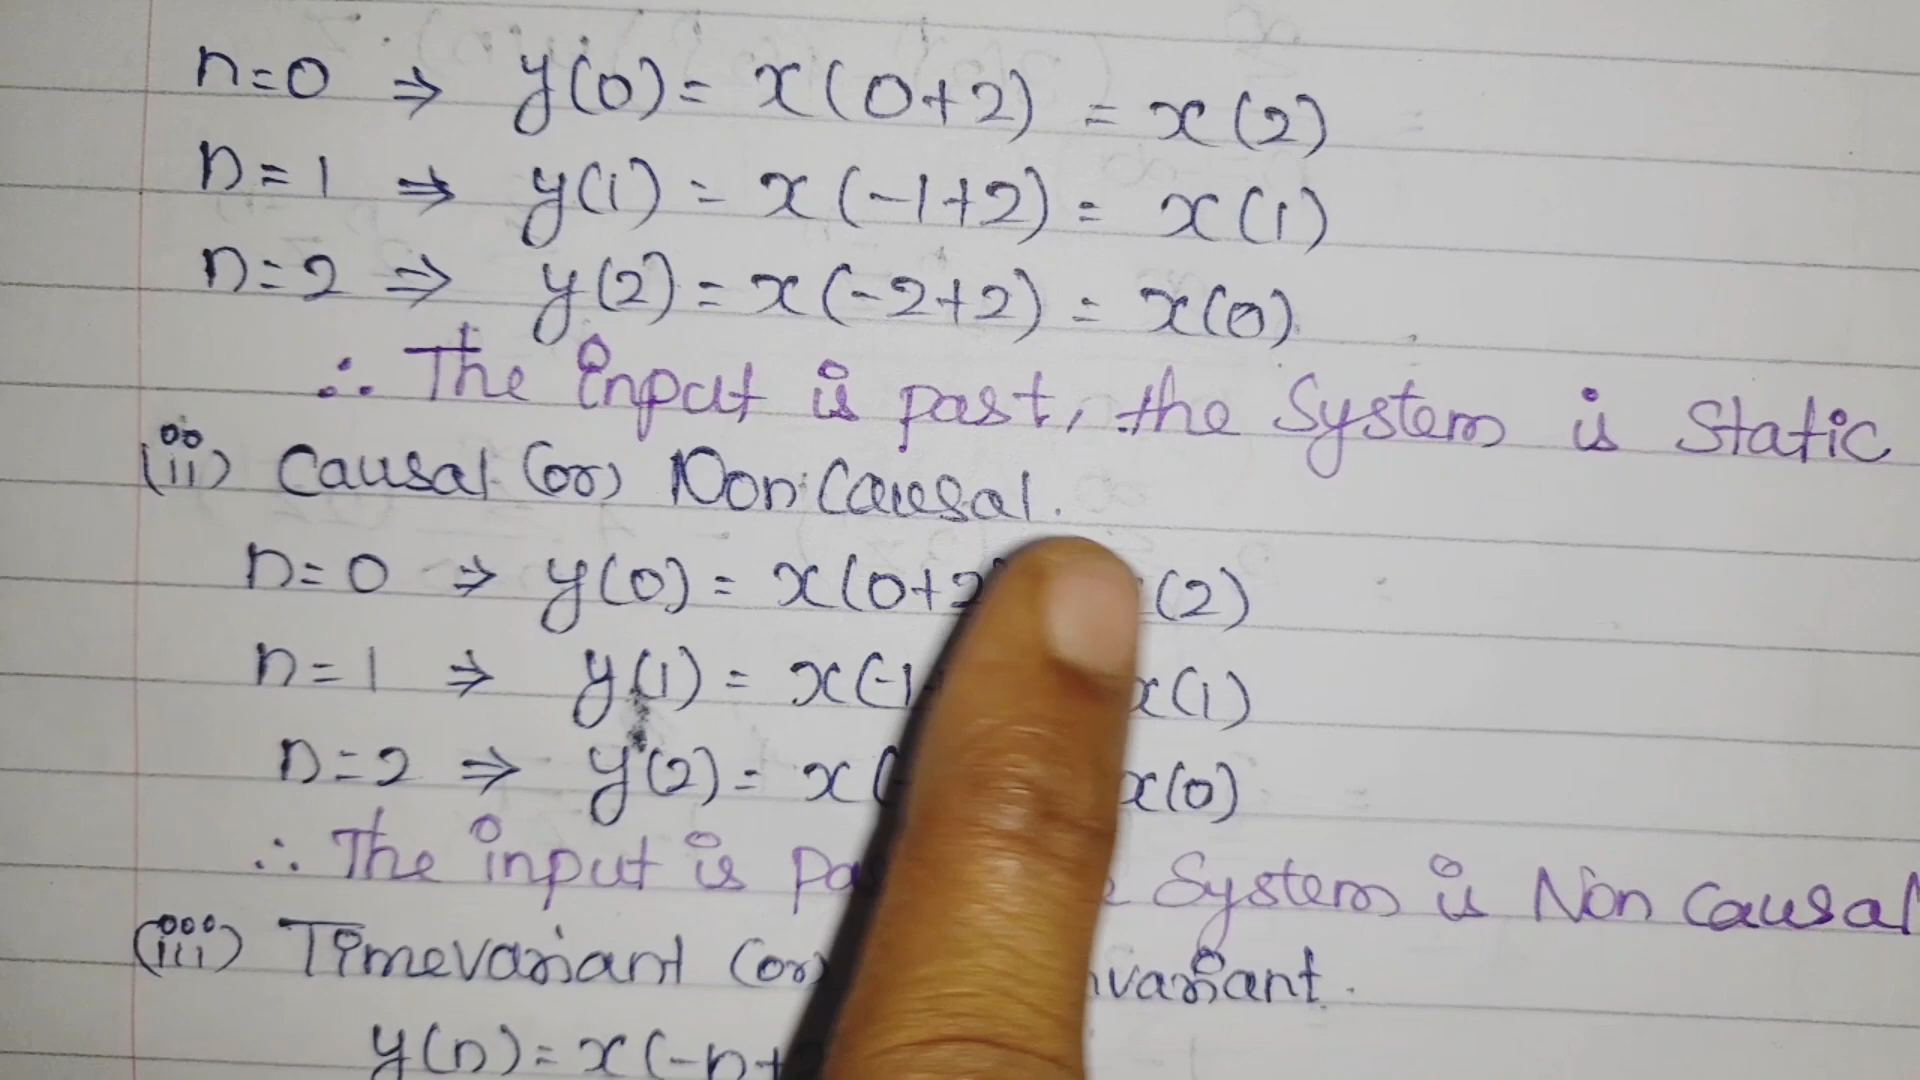 n=0 ⇒ y(0)= x(0+2) = x(2)
n=1 ⇒ y(1) = x(-1+2) = x(1)
n=2 ⇒ y(2) = x(-2+2) = x(0)
∴ The input is past, the System is Static
(ii) Causal (or) Non Causal.
n=0 ⇒ y(0) = x(0+2 (2)
n=1 ⇒ y(1) = x(-1 x(1)
n=2 ⇒ y(2) = x(- x(0)
∴ The input is System is Non Causal
(iii) Timevariant (or)
y(n)= x(-n+